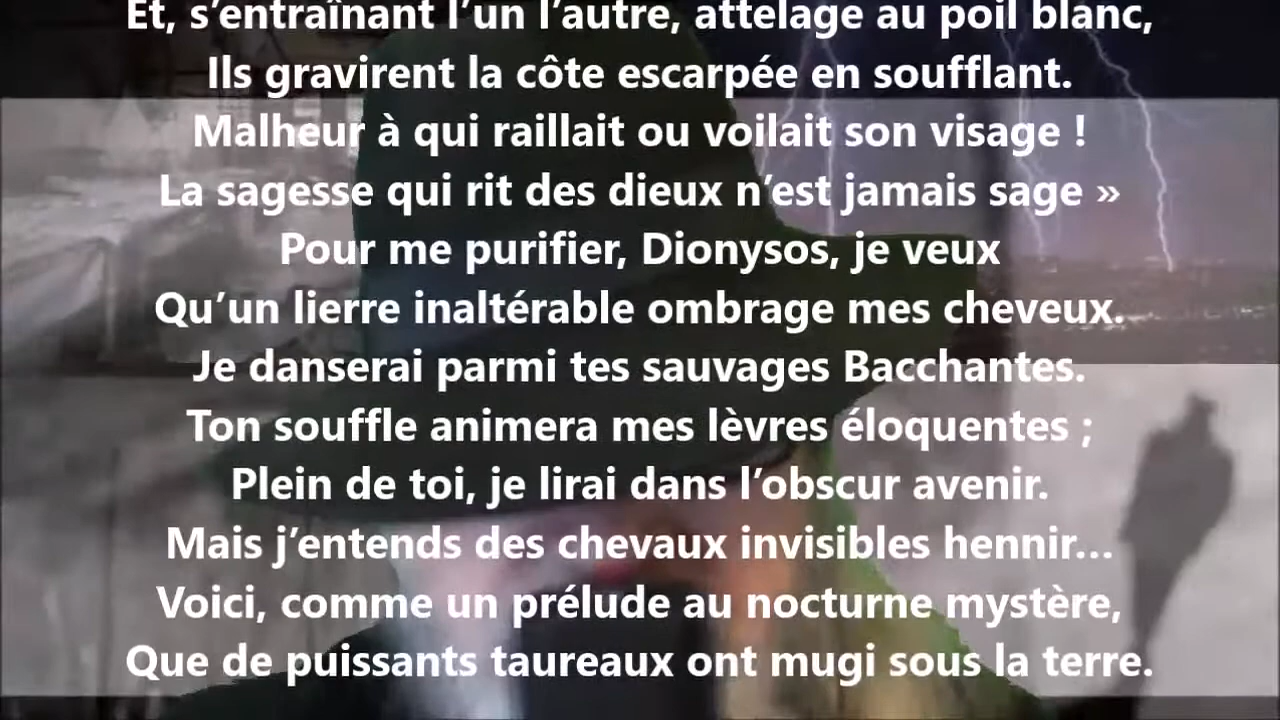 Et, s’entraînant l’un l’autre, attelage au poil blanc,
Ils gravirent la côte escarpée en soufflant.
Malheur à qui raillait ou voilait son visage !
La sagesse qui rit des dieux n’est jamais sage »
Pour me purifier, Dionysos, je veux
Qu’un lierre inaltérable ombrage mes cheveux.
Je danserai parmi tes sauvages Bacchantes.
Ton souffle animera mes lèvres éloquentes ;
Plein de toi, je lirai dans l’obscur avenir.
Mais j’entends des chevaux invisibles hennir...
Voici, comme un prélude au nocturne mystère,
Que de puissants taureaux ont mugi sous la terre.